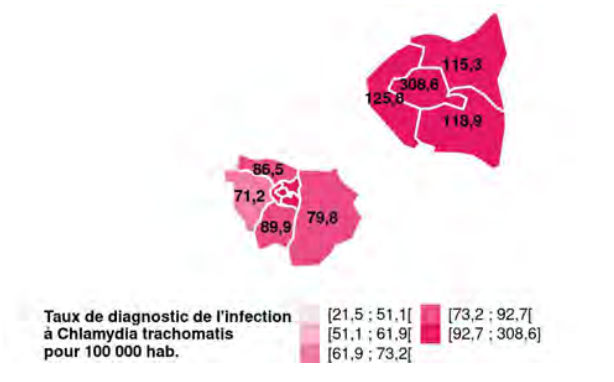 115,3
308,6
125,8
118,9
86,5
71,2
79,8
89,9
Taux de diagnostic de l'infection
à Chlamydia trachomatis
pour 100 000 hab.
[21,5 ; 51,1[
[51,1 ; 61,9[
[61,9 ; 73,2[
[73,2 ; 92,7[
[92,7 ; 308,6]